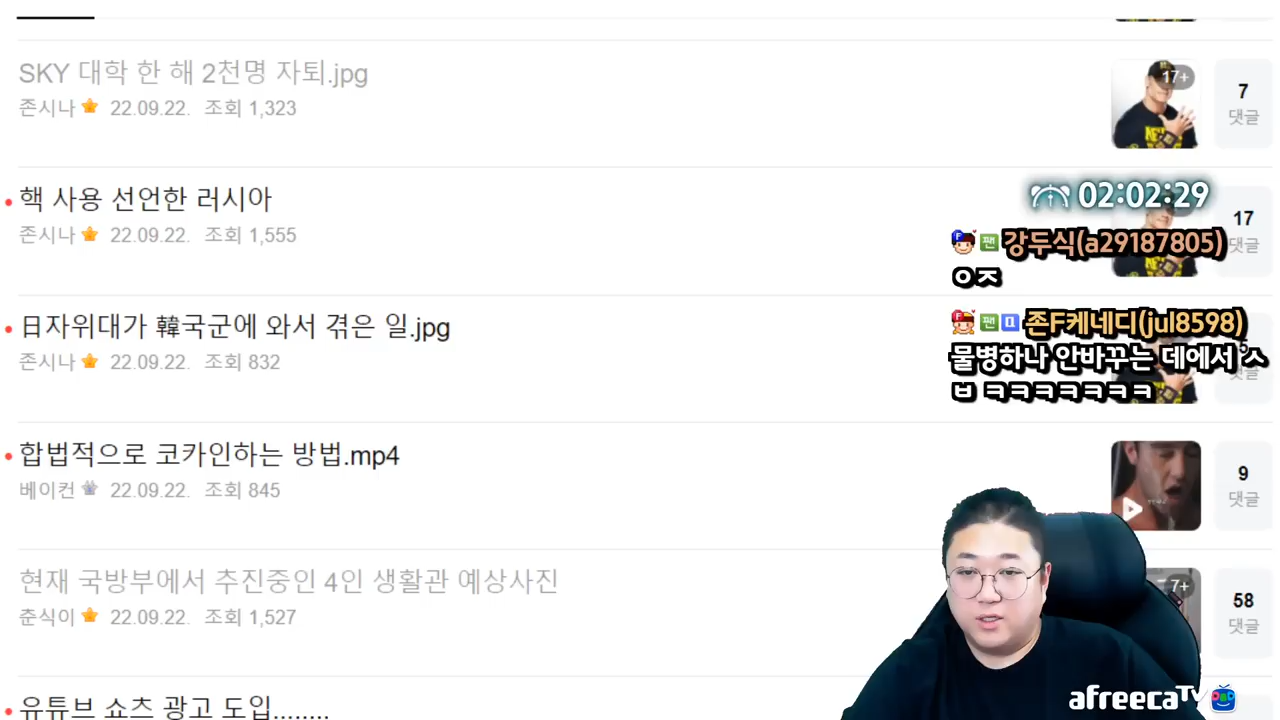 SKY 대학 한 해 2천명 자퇴.jpg
존시나 22.09.22. 조회 1,323
17+
7
댓글
핵 사용 선언한 러시아
존시나 22.09.22. 조회 1,555
17
댓글
02:02:29
F 팬 강두식(a29187805)
ㅇㅈ
日자위대가 韓국군에 와서 겪은 일.jpg
존시나 22.09.22. 조회 832
댓글
F 팬 존F케네디(jul8598)
물병하나 안바꾸는 데에서 ㅅ
ㅂ ㅋㅋㅋㅋㅋㅋㅋ
합법적으로 코카인하는 방법.mp4
베이컨 22.09.22. 조회 845
9
댓글
현재 국방부에서 추진중인 4인 생활관 예상사진
춘식이 22.09.22. 조회 1,527
7+
58
댓글
유튜브 쇼츠 광고 도입........
afreecaTV